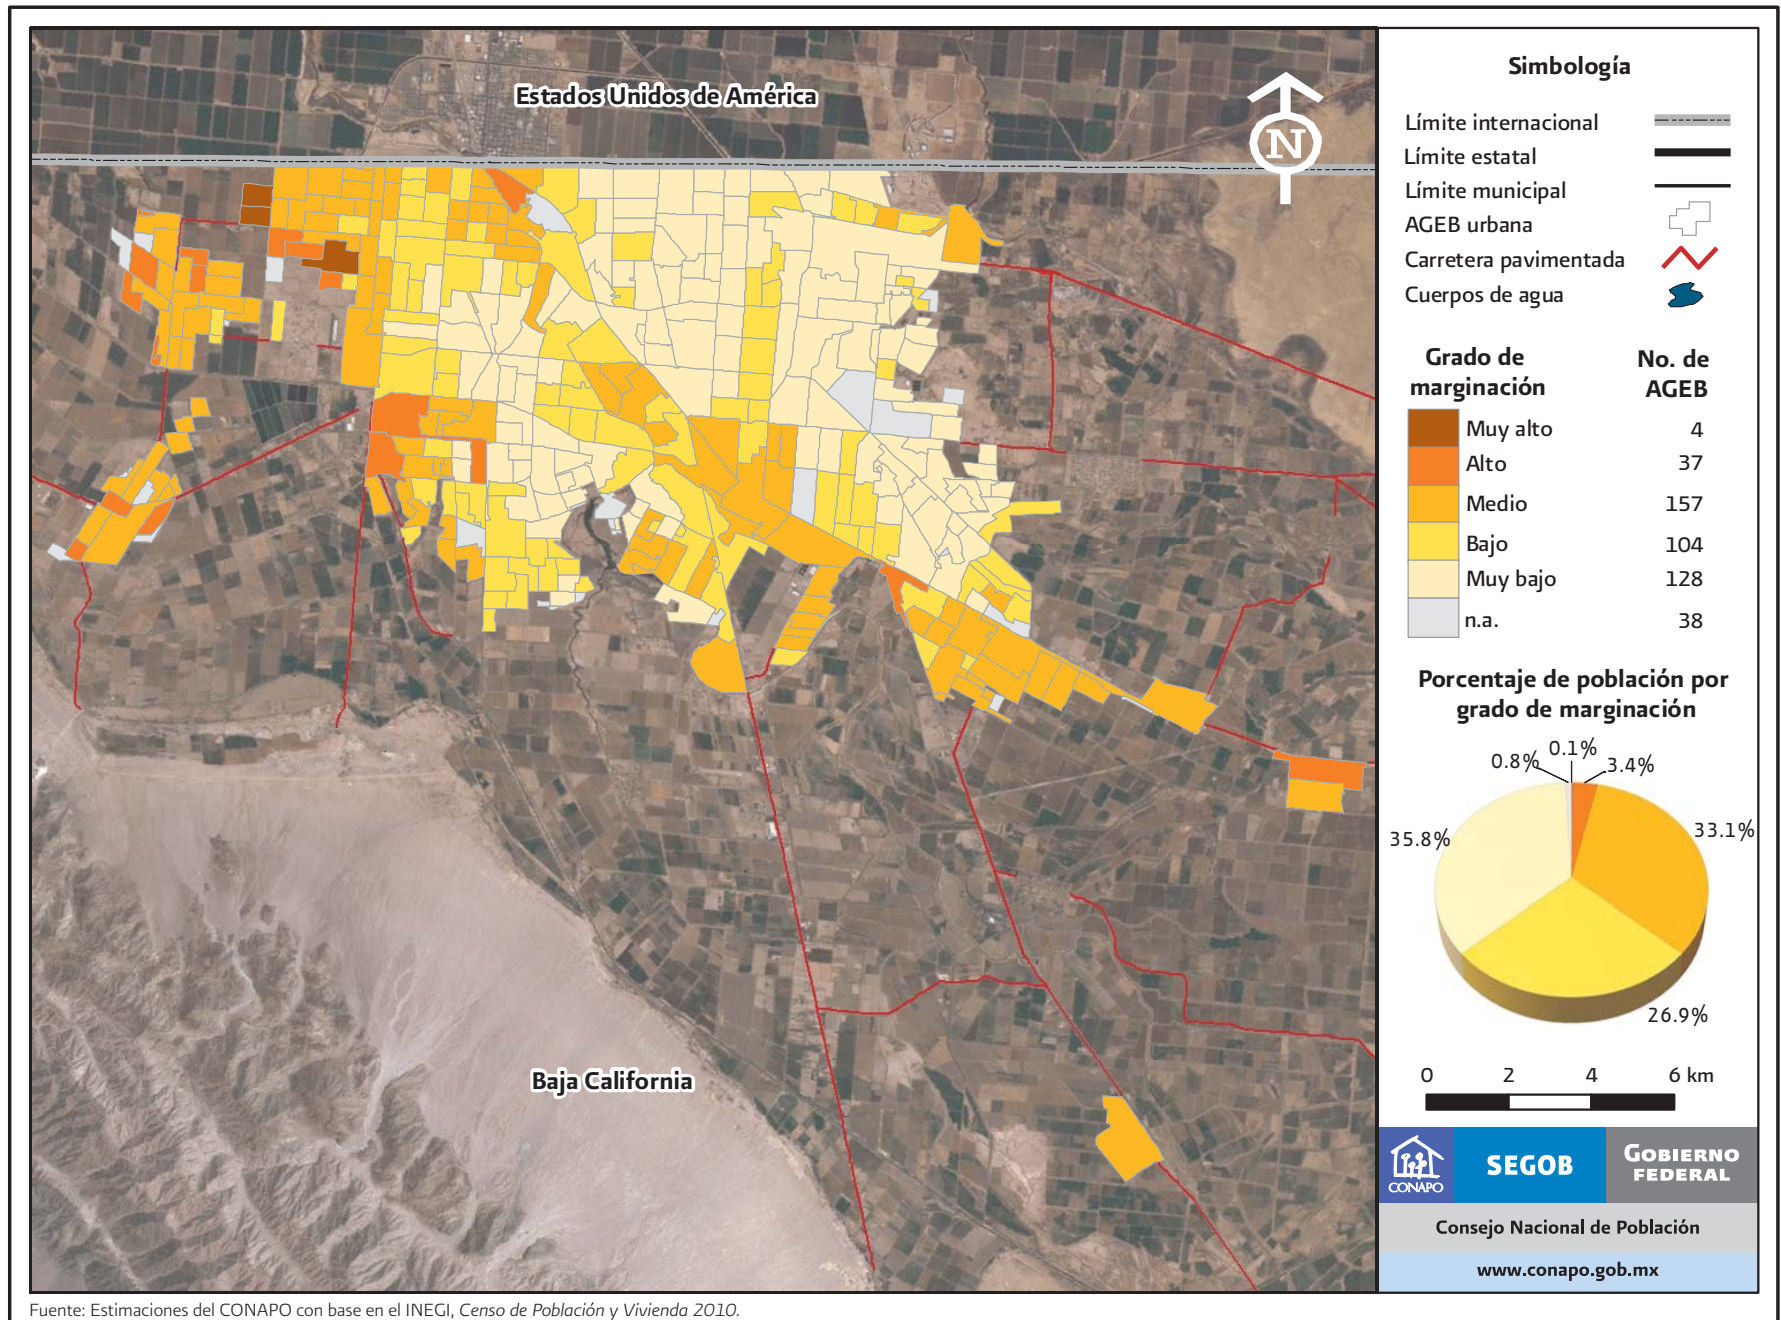 Estados Unidos de América
N
Baja California
Simbología
Límite internacional
Límite estatal
Límite municipal
AGEB urbana
Carretera pavimentada
Cuerpos de agua
Grado de marginación No. de AGEB
Muy alto 4
Alto 37
Medio 157
Bajo 104
Muy bajo 128
n.a. 38
Porcentaje de población por
grado de marginación
0.1%
0.8%
3.4%
35.8%
33.1%
26.9%
0 2 4 6 km
CONAPO
SEGOB
GOBIERNO
FEDERAL
Consejo Nacional de Población
www.conapo.gob.mx
Fuente: Estimaciones del CONAPO con base en el INEGI, Censo de Población y Vivienda 2010.